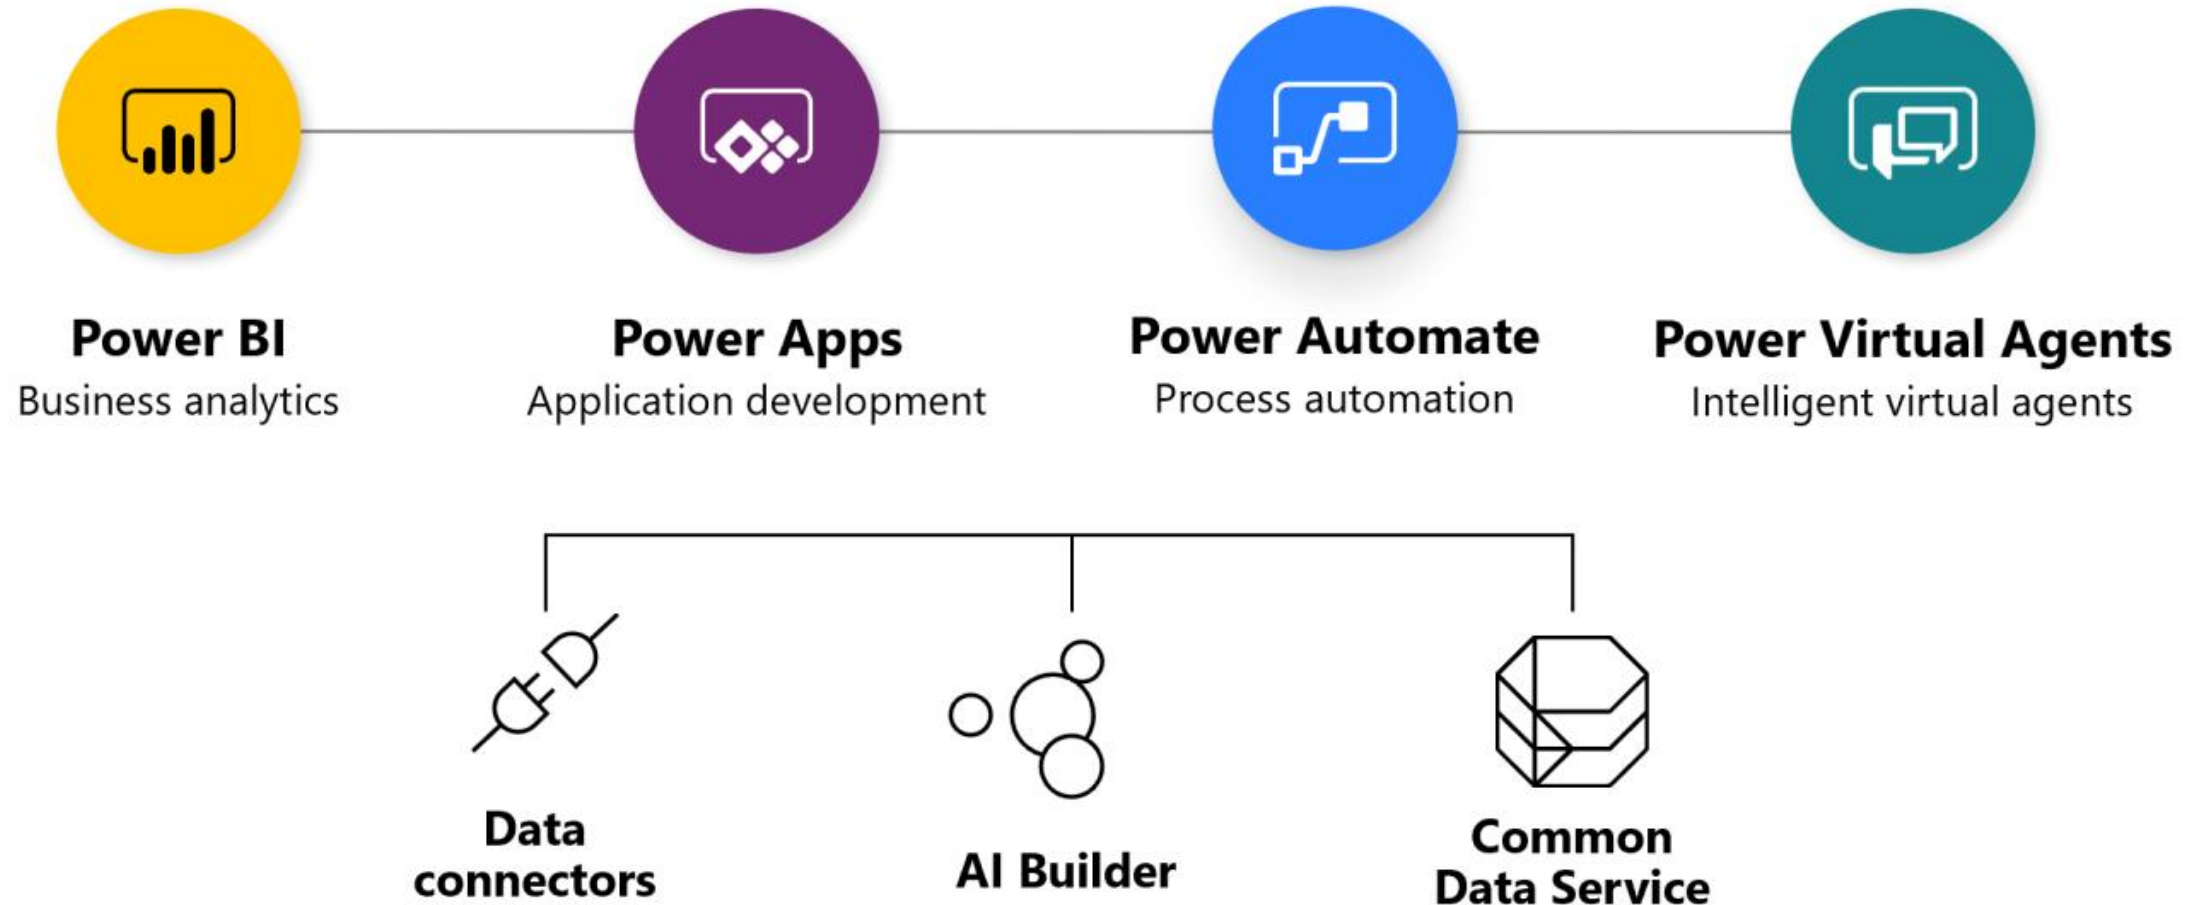 Power BI
Business analytics
Power Apps
Application development
Power Automate
Process automation
Power Virtual Agents
Intelligent virtual agents
Data
connectors
AI Builder
Common
Data Service